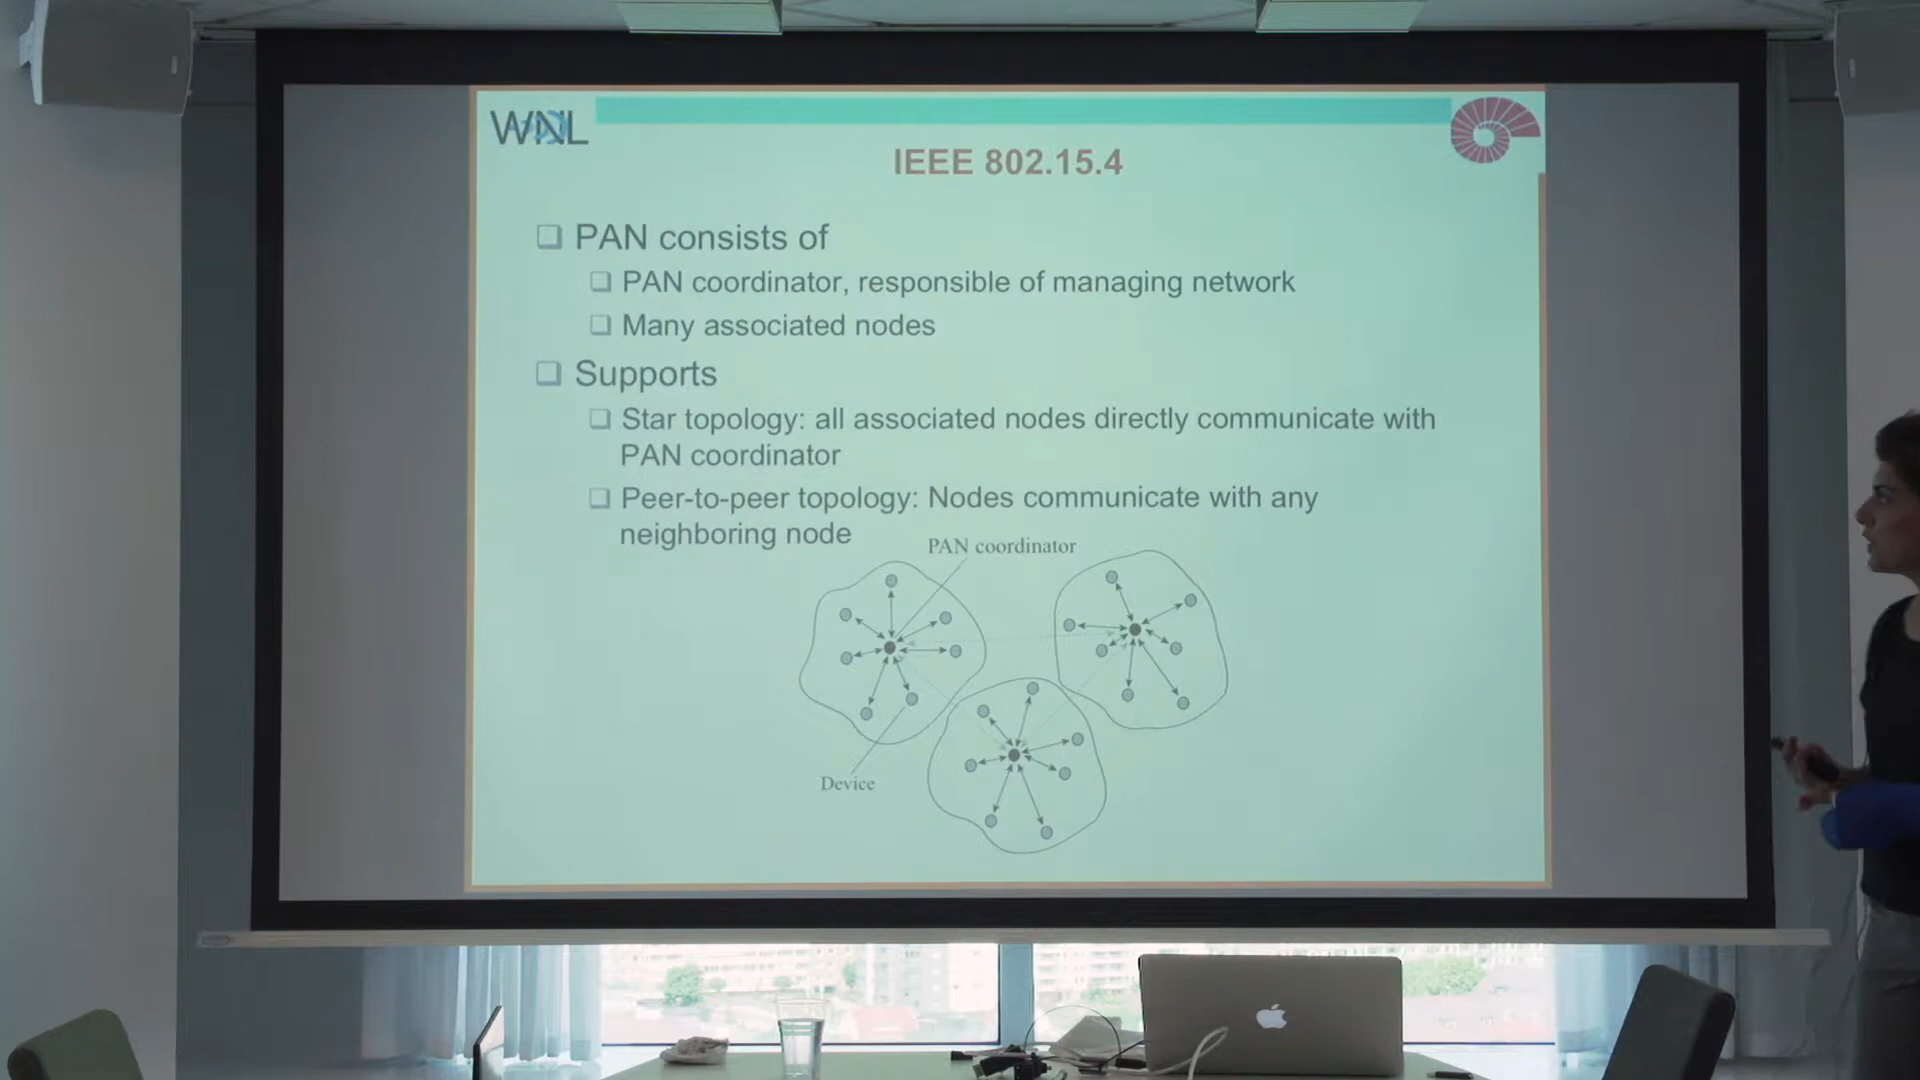 WNL
IEEE 802.15.4
PAN consists of
PAN coordinator, responsible of managing network
Many associated nodes
Supports
Star topology: all associated nodes directly communicate with
PAN coordinator
Peer-to-peer topology: Nodes communicate with any
neighboring node
PAN coordinator
Device